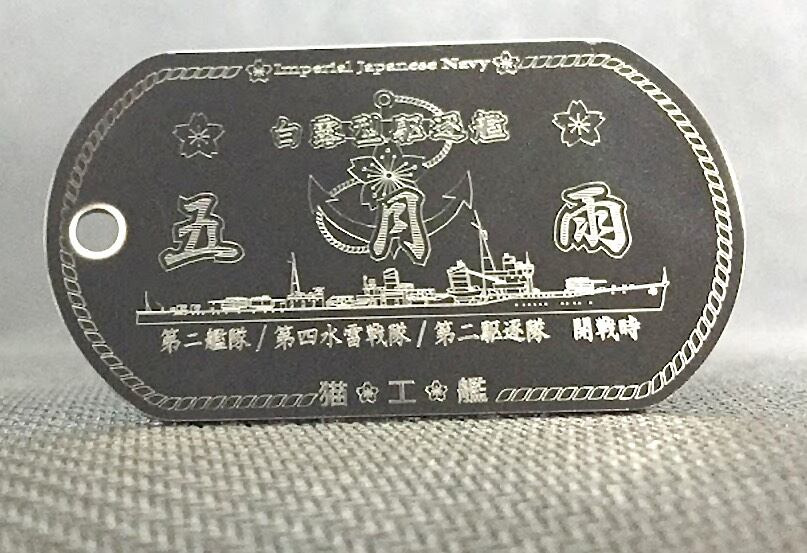 Imperial Japanese Navy
白露型駆逐艦
五月雨
第二艦隊/第四水雷戦隊/第二駆逐隊 開戦時
猫工艦